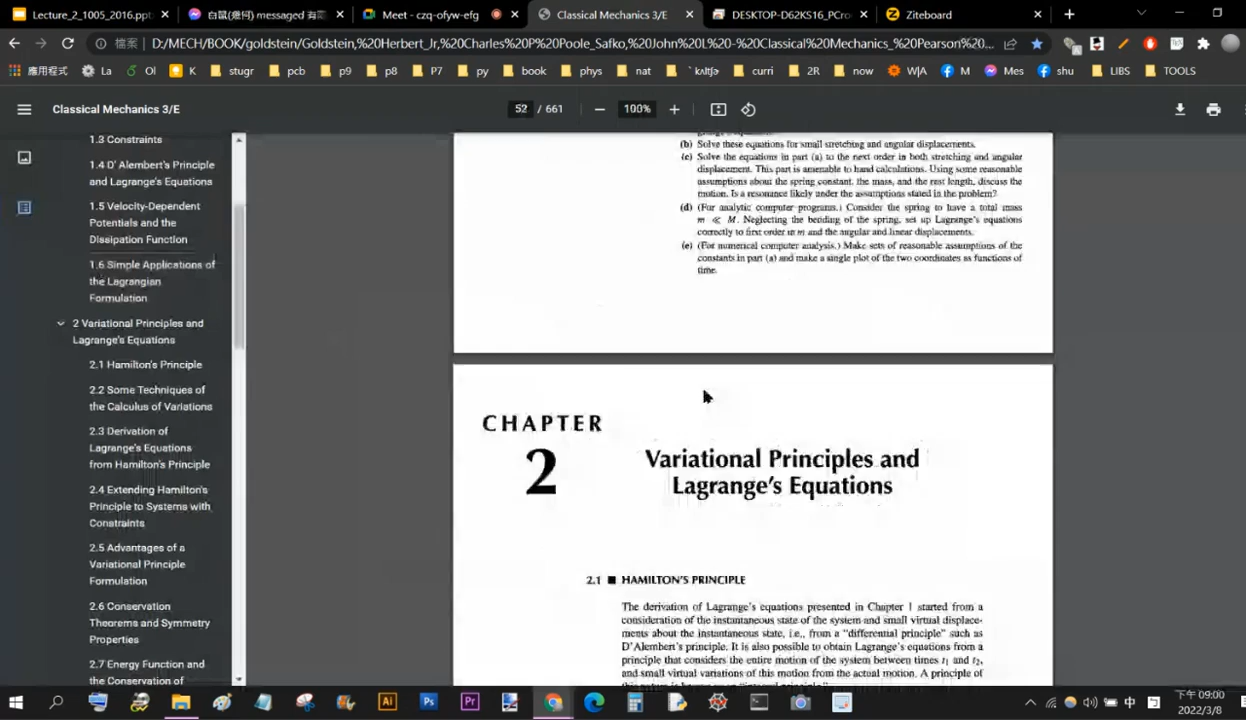 Lecture_2_1005_2016.ppt
白鼠(幾何) messaged
Meet - czq-ofyw-efg
Classical Mechanics 3/E
DESKTOP-D62KS16_PCro
Ziteboard
檔案
D:/MECH/BOOK/goldstein/Goldstein,%20Herbert_Jr,%20Charles%20P%20Poole_Safko,%20John%20L%20-%20Classical%20Mechanics_%20Pearson%20...
應用程式
La
Ol
K
stugr
pcb
p9
p8
P7
py
book
phys
nat
curri
2R
now
W|A
M
Mes
shu
LIBS
TOOLS
Classical Mechanics 3/E
52 / 661
100%
1.3 Constraints
1.4 D' Alembert's Principle
and Lagrange's Equations
1.5 Velocity-Dependent
Potentials and the
Dissipation Function
1.6 Simple Applications of
the Lagrangian
Formulation
2 Variational Principles and
Lagrange's Equations
2.1 Hamilton's Principle
2.2 Some Techniques of
the Calculus of Variations
2.3 Derivation of
Lagrange's Equations
from Hamilton's Principle
2.4 Extending Hamilton's
Principle to Systems with
Constraints
2.5 Advantages of a
Variational Principle
Formulation
2.6 Conservation
Theorems and Symmetry
Properties
2.7 Energy Function and
the Conservation of
(b) Solve these equations for small stretching and angular displacements.
(c) Solve the equations in part (a) to the next order in both stretching and angular
displacement. This part is amenable to hand calculations. Using some reasonable
assumptions about the spring constant, the mass, and the rest length, discuss the
motion. Is a resonance likely under the assumptions stated in the problem?
(d) (For analytic computer programs.) Consider the spring to have a total mass
m ≪ M. Neglecting the bending of the spring, set up Lagrange's equations
correctly to first order in m and the angular and linear displacements.
(e) (For numerical computer analysis.) Make sets of reasonable assumptions of the
constants in part (a) and make a single plot of the two coordinates as functions of
time.
CHAPTER
2
Variational Principles and
Lagrange's Equations
2.1 ■ HAMILTON'S PRINCIPLE
The derivation of Lagrange's equations presented in Chapter 1 started from a
consideration of the instantaneous state of the system and small virtual displace-
ments about the instantaneous state, i.e., from a "differential principle" such as
D'Alembert's principle. It is also possible to obtain Lagrange's equations from a
principle that considers the entire motion of the system between times t1 and t2,
and small virtual variations of this motion from the actual motion. A principle of
中
下午 09:00
2022/3/8